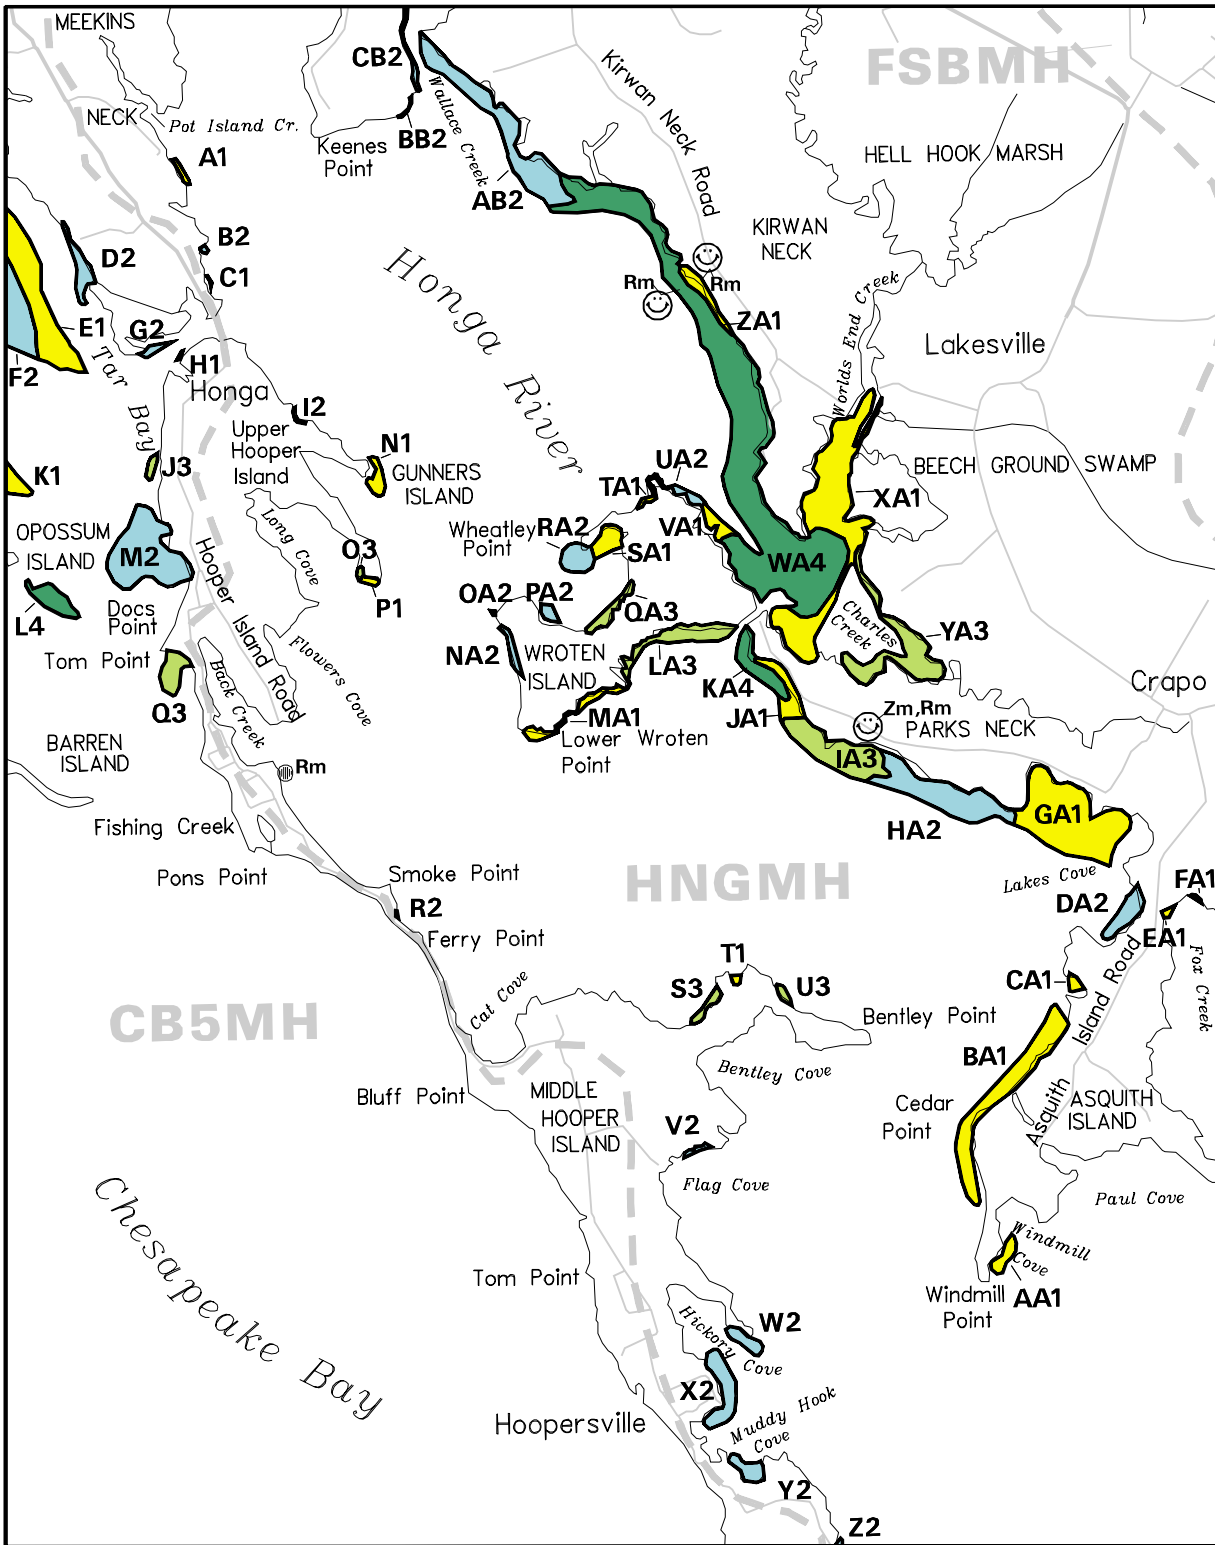 MEEKINS
CB2
FSBMH
Kirwan Neck Road
Wallace Creek
NECK
Pot Island Cr.
BB2
Keenes
Point
A1
HELL HOOK MARSH
AB2
KIRWAN
NECK
B2
D2
C1
Honga River
Rm
Rm
Worlds End Creek
E1
G2
ZA1
Lakesville
F2
Tar Bay
H1
Honga
I2
Upper
Hooper
Island
N1
GUNNERS
ISLAND
J3
K1
UA2
BEECH GROUND SWAMP
TA1
XA1
OPOSSUM
ISLAND
Long Cove
Wheatley
Point
RA2
VA1
SA1
M2
Hooper Island Road
O3
WA4
P1
OA2
PA2
QA3
L4
Docs
Point
Charles
Creek
YA3
Tom Point
Flowers Cove
NA2
WROTEN
ISLAND
LA3
Back Creek
KA4
Crapo
Q3
MA1
JA1
Zm,Rm
PARKS NECK
Lower Wroten
Point
BARREN
ISLAND
Rm
IA3
GA1
Fishing Creek
HA2
Pons Point
Smoke Point
HNGMH
Lakes Cove
FA1
R2
DA2
Ferry Point
EA1
T1
Fox Creek
S3
U3
CA1
Cat Cove
CB5MH
Bentley Point
Asquith Island Road
BA1
Bentley Cove
Bluff Point
MIDDLE
HOOPER
ISLAND
Cedar
Point
ASQUITH
ISLAND
V2
Flag Cove
Paul Cove
Chesapeake Bay
Windmill
Cove
Tom Point
Windmill
Point
AA1
W2
Hickory Cove
X2
Hoopersville
Muddy Hook
Cove
Y2
Z2